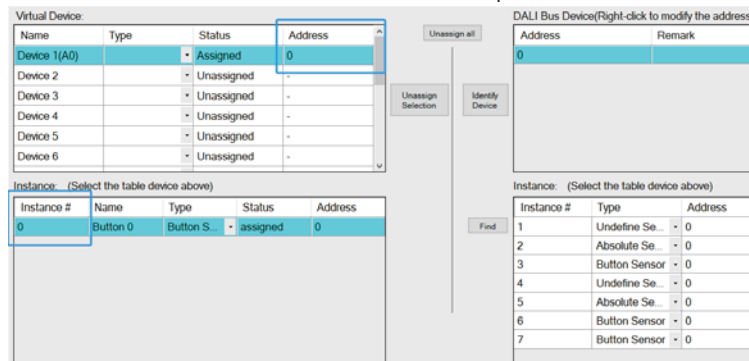 Virtual Device:
DALI Bus Device(Right-click to modify the address
Name Type Status Address
Device 1(A0) Assigned 0
Device 2 Unassigned -
Device 3 Unassigned -
Device 4 Unassigned -
Device 5 Unassigned -
Device 6 Unassigned -
Unassign all
Unassign Selection
Identify Device
Address Remark
0
Instance: (Select the table device above)
Instance # Name Type Status Address
0 Button 0 Button S... assigned 0
Find
Instance: (Select the table device above)
Instance # Type Address
1 Undefine Se... 0
2 Absolute Se... 0
3 Button Sensor 0
4 Undefine Se... 0
5 Absolute Se... 0
6 Button Sensor 0
7 Button Sensor 0